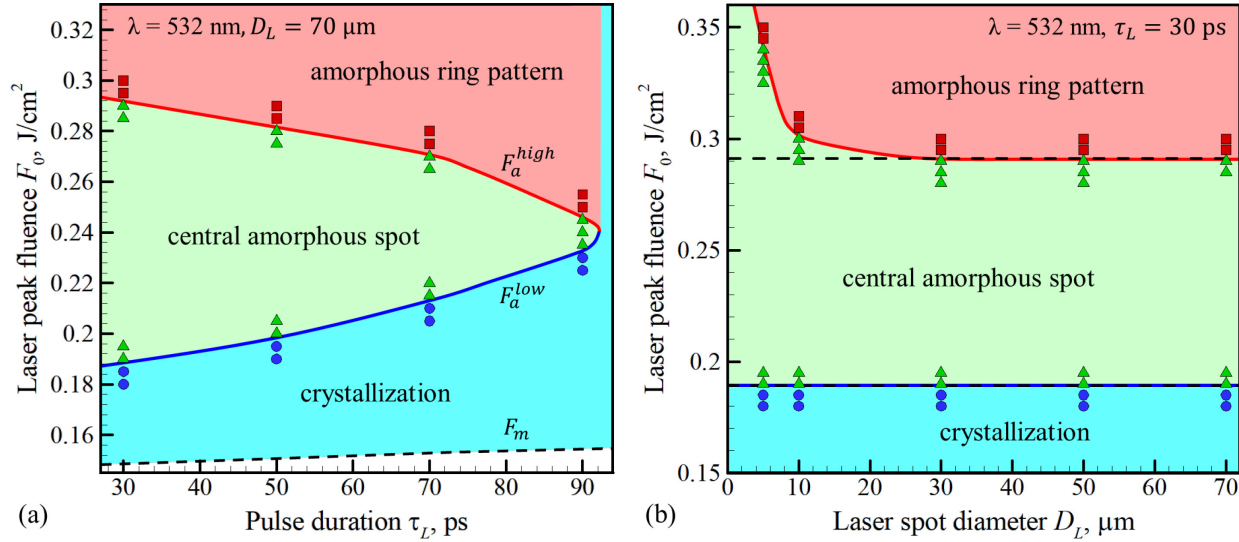 λ = 532 nm, D_L = 70 μm
amorphous ring pattern
F_a^high
central amorphous spot
F_a^low
crystallization
F_m
0.32
0.3
0.28
0.26
0.24
0.22
0.2
0.18
0.16
30 40 50 60 70 80 90
Laser peak fluence F_0, J/cm²
Pulse duration τ_L, ps
(a)
λ = 532 nm, τ_L = 30 ps
amorphous ring pattern
central amorphous spot
crystallization
0.35
0.3
0.25
0.2
0.15
0 10 20 30 40 50 60 70
Laser peak fluence F_0, J/cm²
Laser spot diameter D_L, μm
(b)